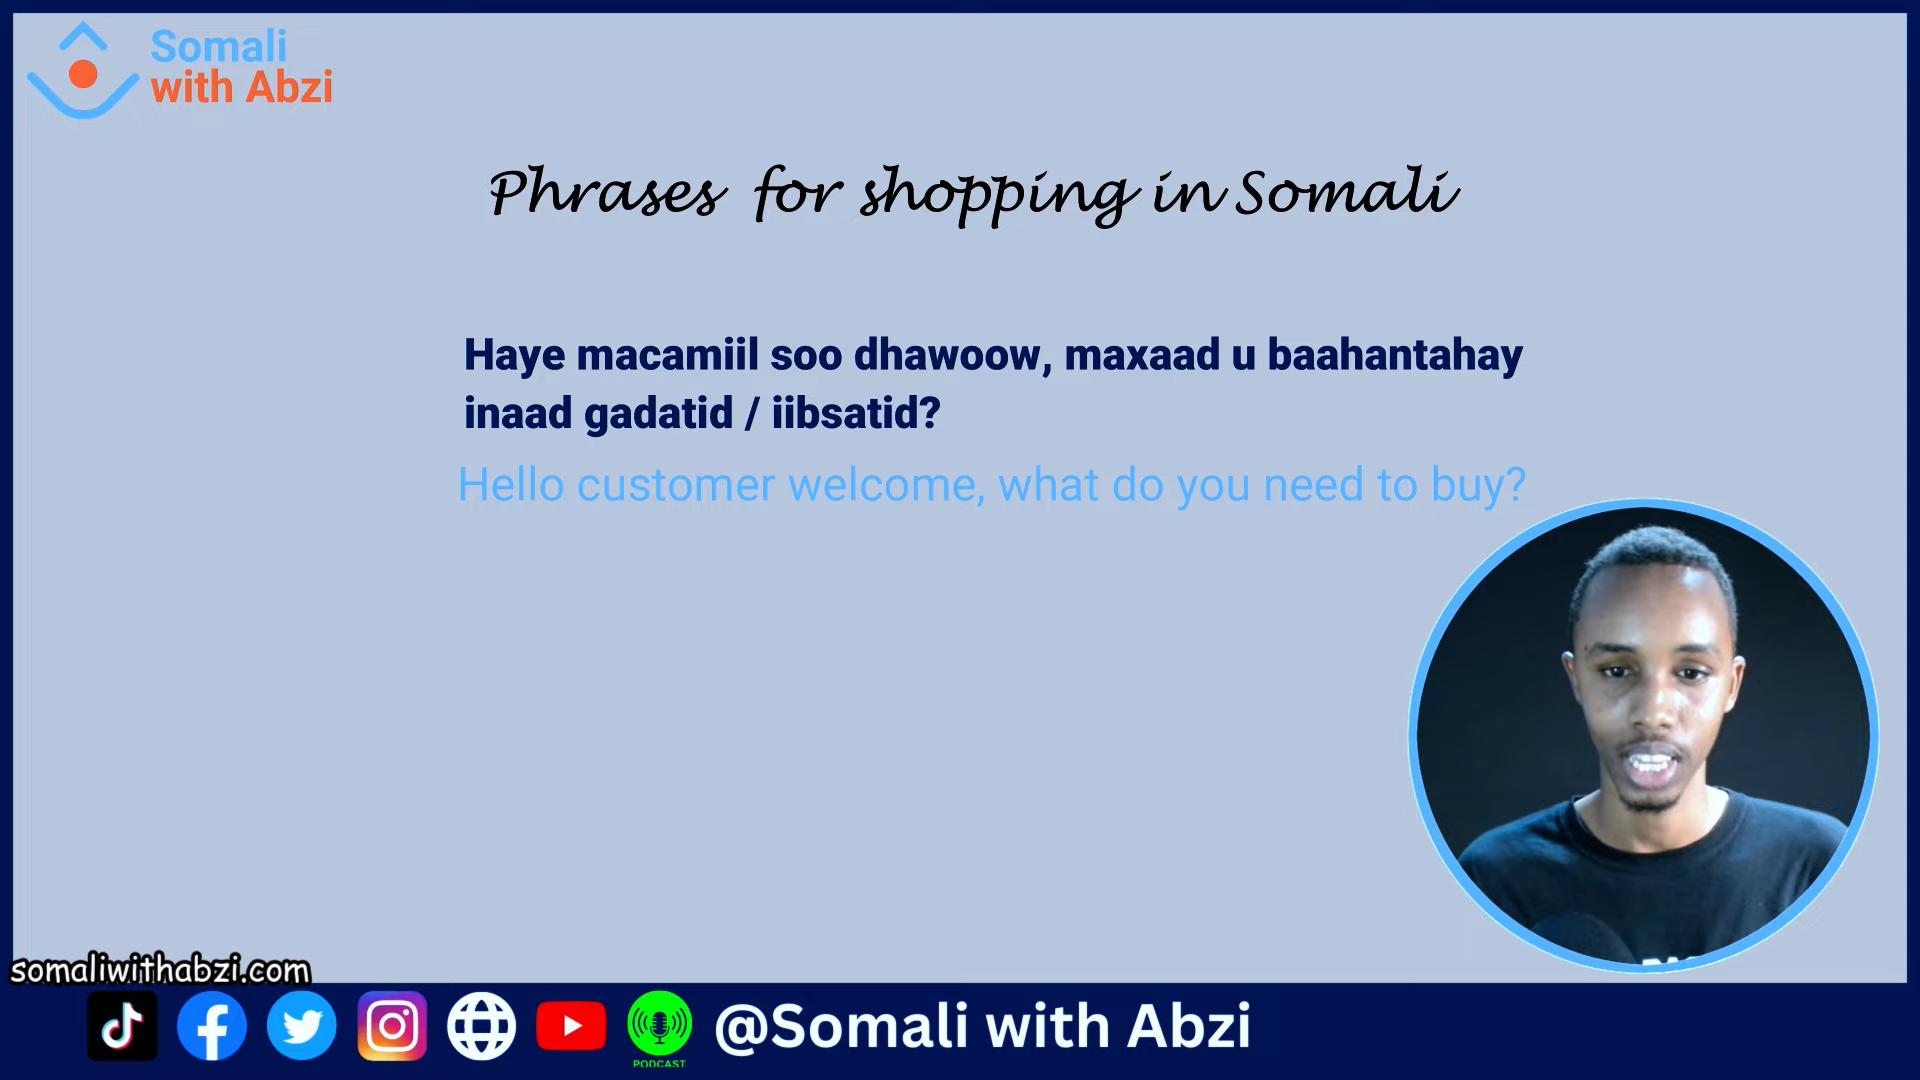 Somali
with Abzi
Phrases for shopping in Somali
Haye macamiil soo dhawoow, maxaad u baahantahay
inaad gadatid / iibsatid?
Hello customer welcome, what do you need to buy?
somaliwithabzi.com
PODCAST
@Somali with Abzi